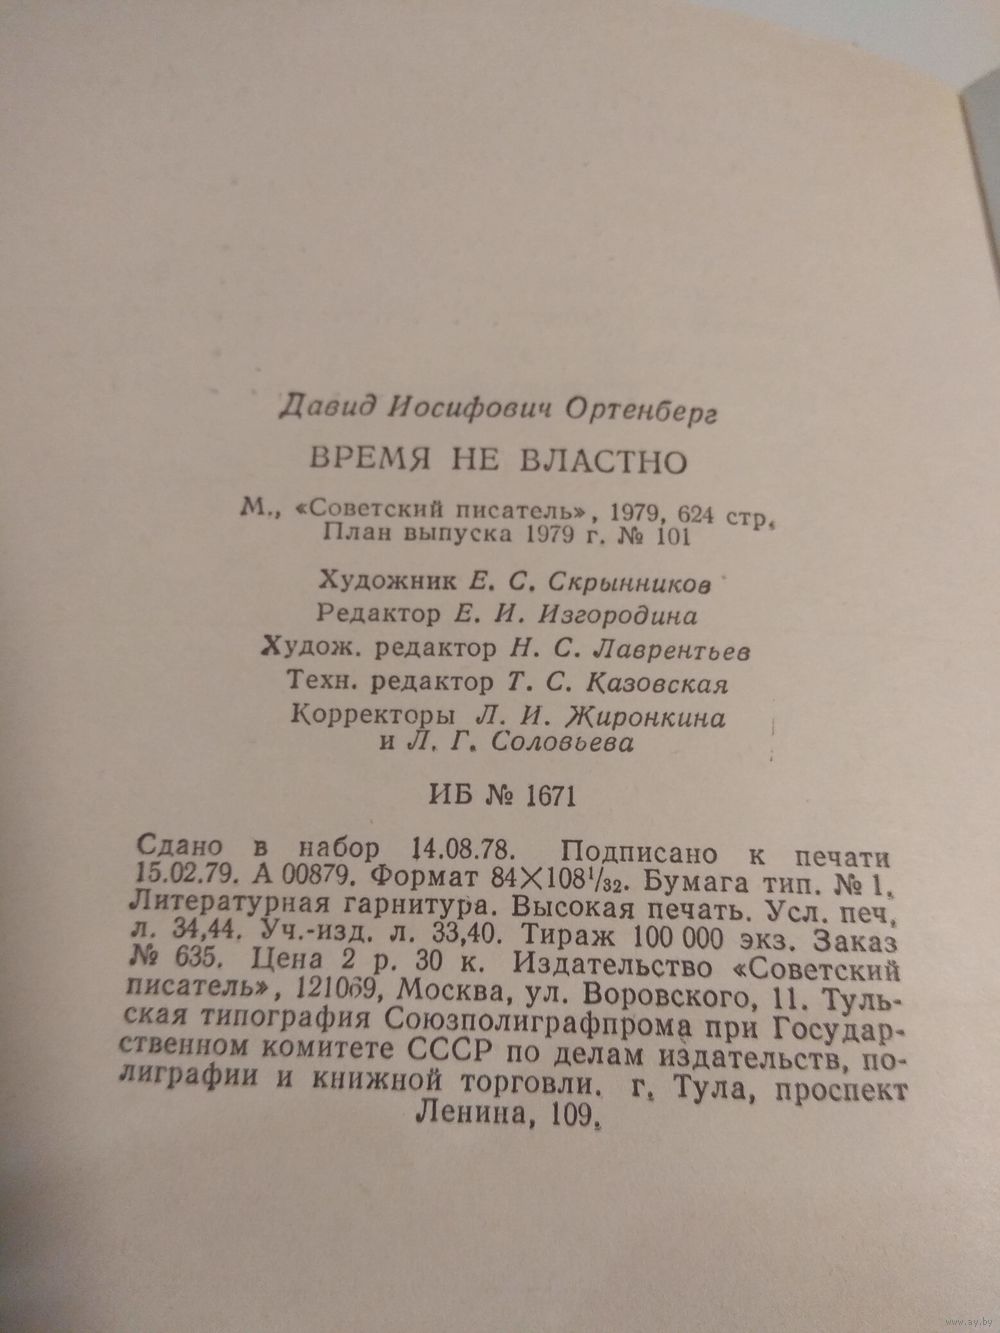 Давид Иосифович Ортенберг
ВРЕМЯ НЕ ВЛАСТНО
М., «Советский писатель», 1979, 624 стр.
План выпуска 1979 г. № 101
Художник Е. С. Скрынников
Редактор Е. И. Изгородина
Худож. редактор Н. С. Лаврентьев
Техн. редактор Т. С. Казовская
Корректоры Л. И. Жиронкина
и Л. Г. Соловьева
ИБ № 1671
Сдано в набор 14.08.78. Подписано к печати
15.02.79. А 00879. Формат 84×108¹/₃₂. Бумага тип. № 1.
Литературная гарнитура. Высокая печать. Усл. печ.
л. 34,44. Уч.-изд. л. 33,40. Тираж 100 000 экз. Заказ
№ 635. Цена 2 р. 30 к. Издательство «Советский
писатель», 121069, Москва, ул. Воровского, 11. Туль-
ская типография Союзполиграфпрома при Государ-
ственном комитете СССР по делам издательств, по-
лиграфии и книжной торговли. г. Тула, проспект
Ленина, 109.
www.ay.by